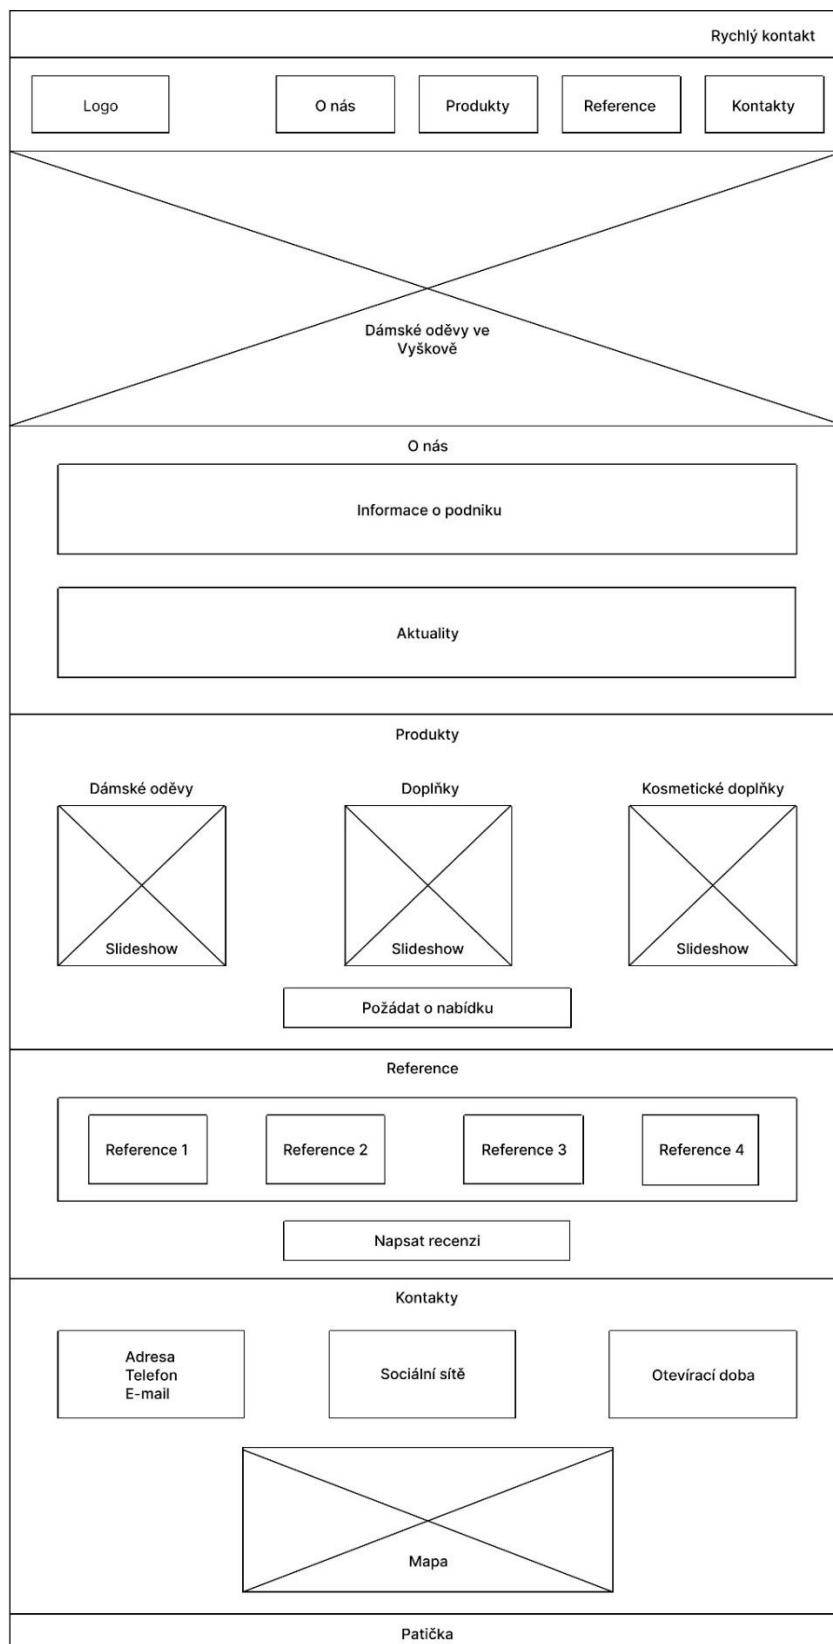 Rychlý kontakt
Logo
O nás
Produkty
Reference
Kontakty
Dámské oděvy ve
Vyškově
O nás
Informace o podniku
Aktuality
Produkty
Dámské oděvy
Doplňky
Kosmetické doplňky
Slideshow
Slideshow
Slideshow
Požádat o nabídku
Reference
Reference 1
Reference 2
Reference 3
Reference 4
Napsat recenzi
Kontakty
Adresa
Telefon
E-mail
Sociální sítě
Otevírací doba
Mapa
Patička